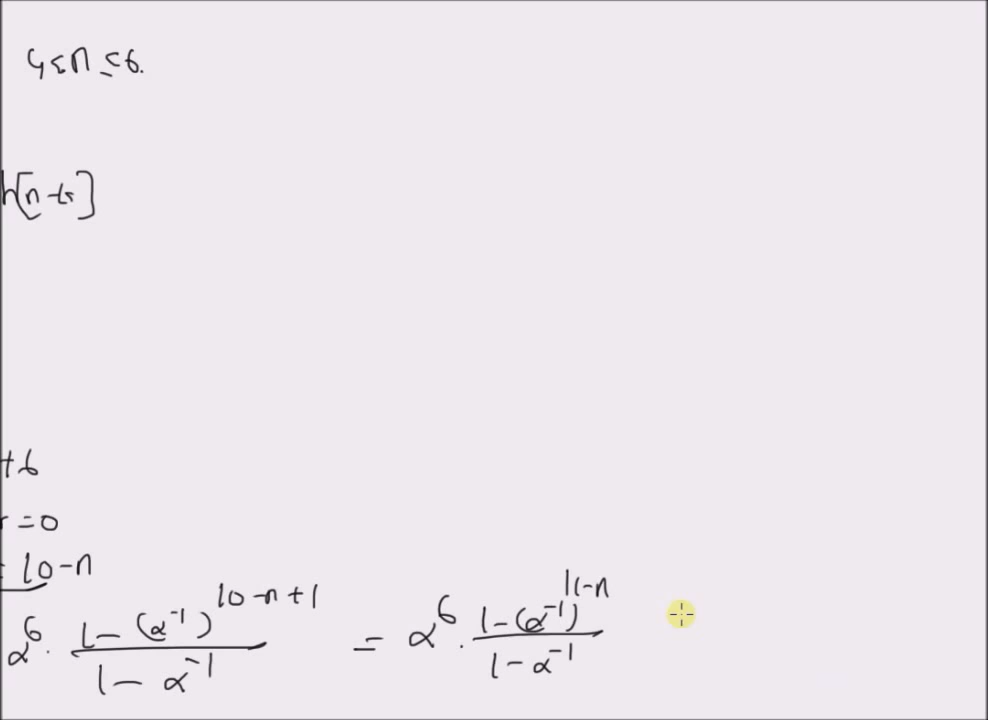 4≤n≤6.
h[n-k]
+6
r=0
= 10-n
α^6 · (1-(α^-1)^10-n+1)/(1-α^-1) = α^6 · (1-(α^-1)^11-n)/(1-α^-1)